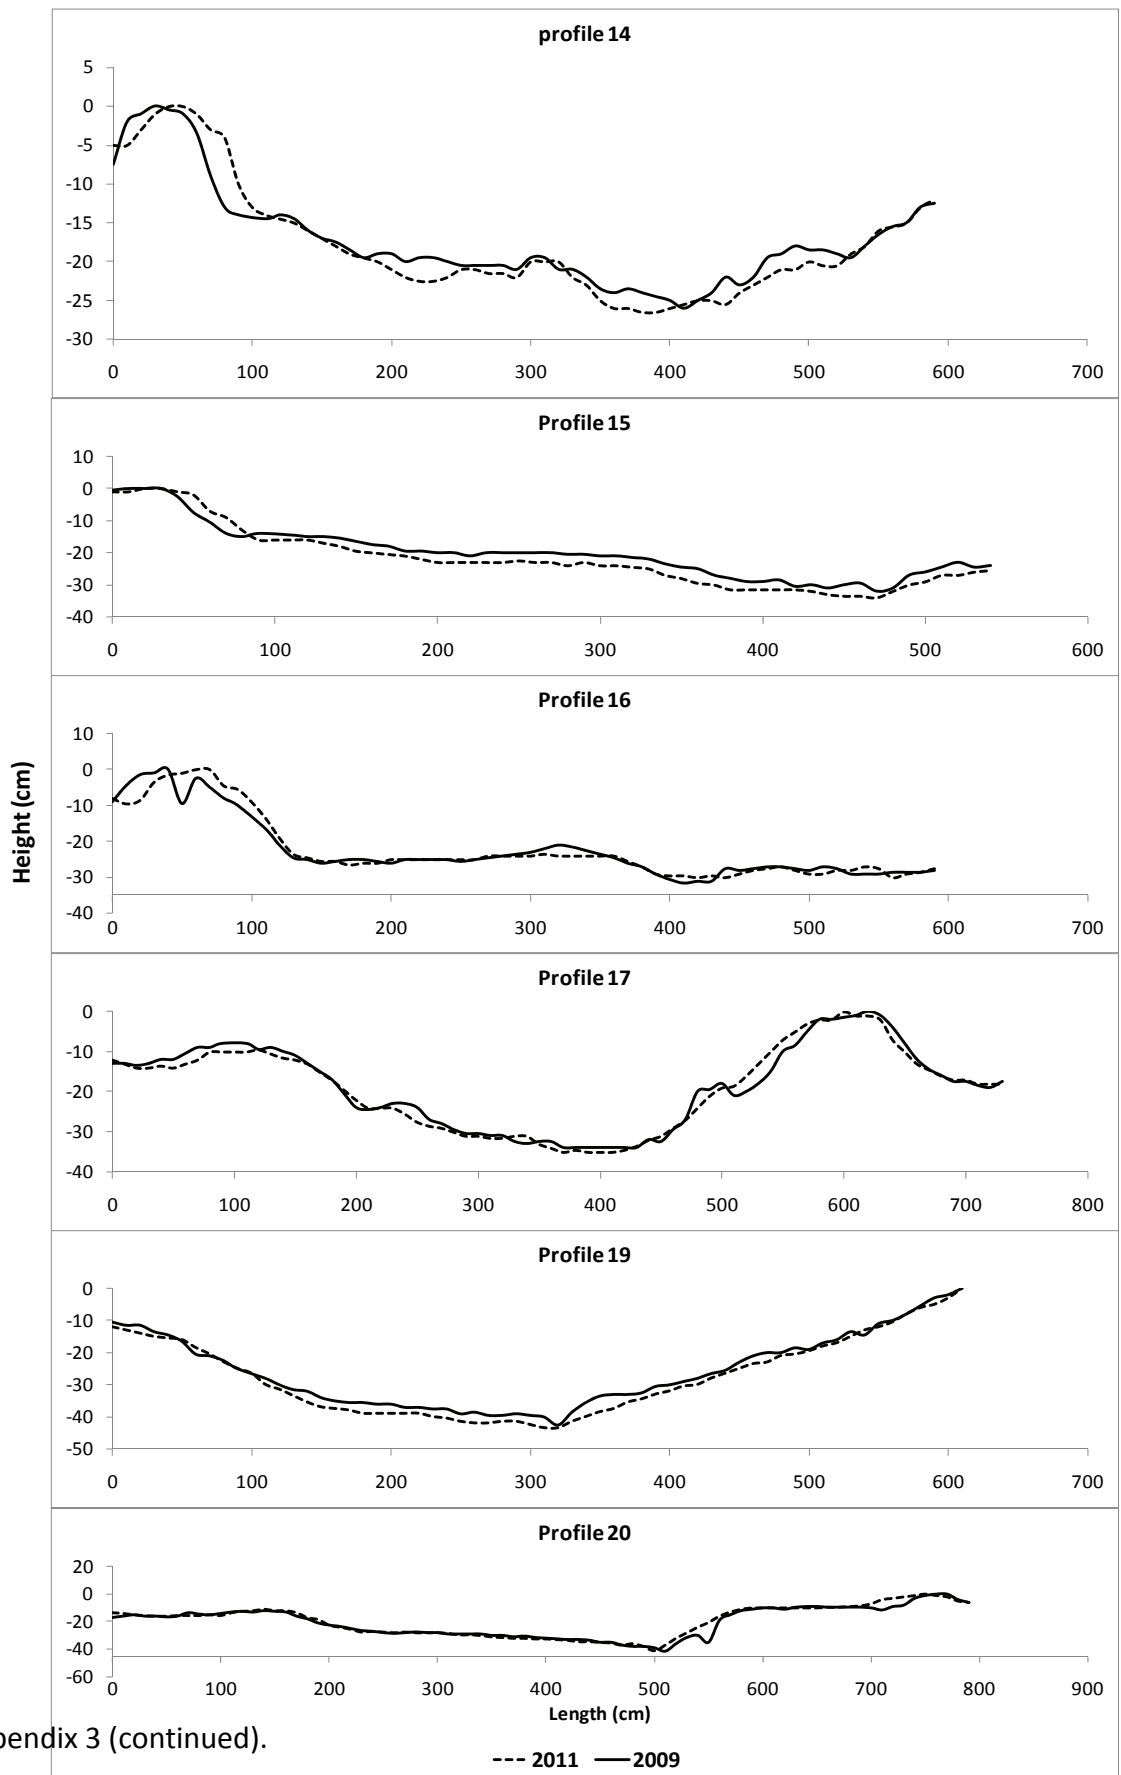 profile 14
5
0
-5
-10
-15
-20
-25
-30
0 100 200 300 400 500 600 700
Profile 15
10
0
-10
-20
-30
-40
0 100 200 300 400 500 600
Profile 16
10
0
-10
-20
-30
-40
0 100 200 300 400 500 600 700
Height (cm)
Profile 17
0
-10
-20
-30
-40
0 100 200 300 400 500 600 700 800
Profile 19
0
-10
-20
-30
-40
-50
0 100 200 300 400 500 600 700
Profile 20
20
0
-20
-40
-60
0 100 200 300 400 500 600 700 800 900
Length (cm)
pendix 3 (continued).
2011 2009